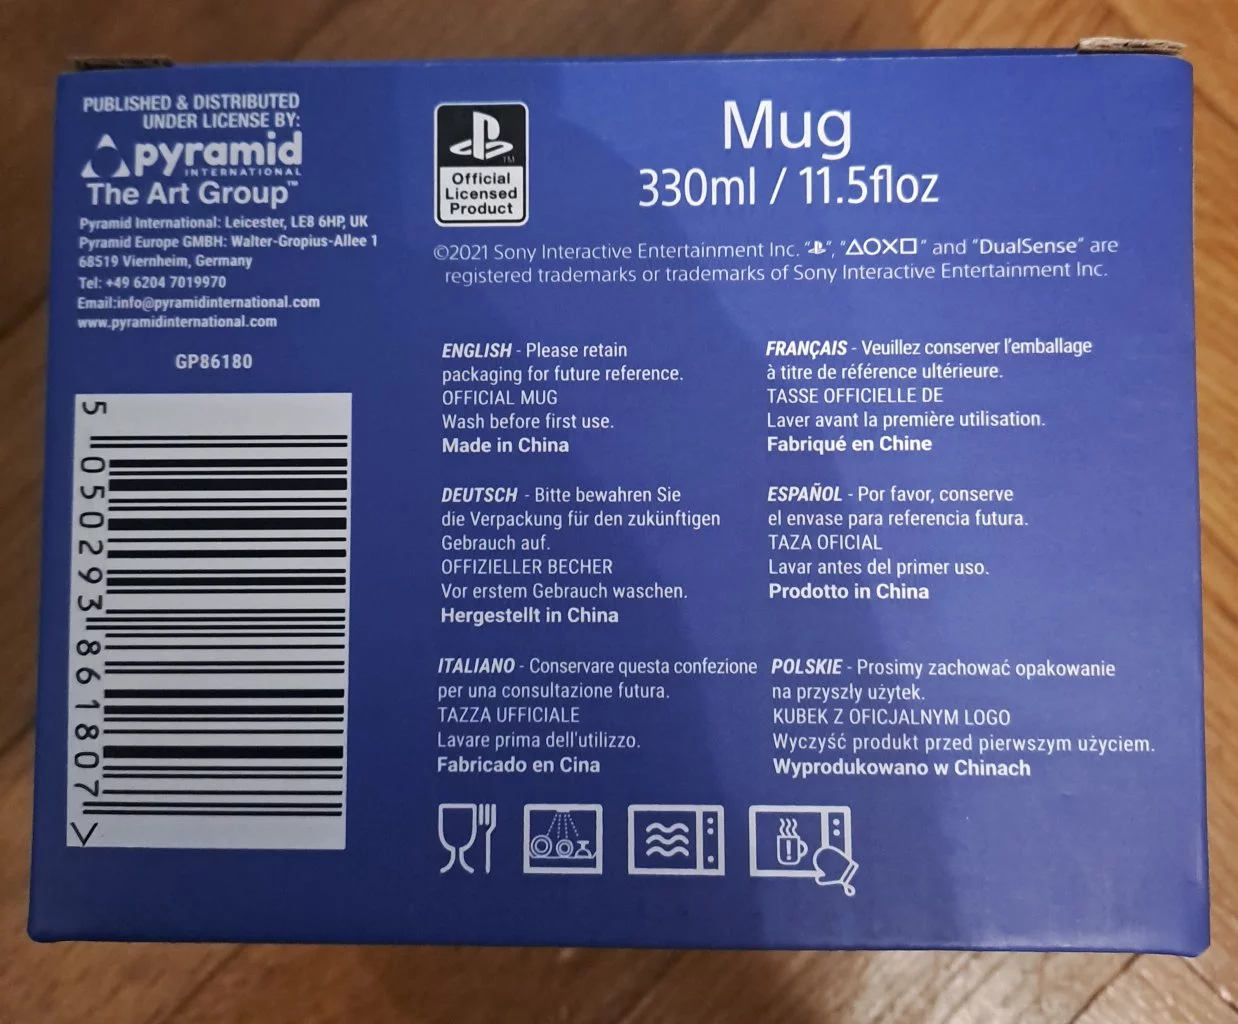 PUBLISHED & DISTRIBUTED
UNDER LICENSE BY:
pyramid
INTERNATIONAL
The Art Group™
Pyramid International: Leicester, LE8 6HP, UK
Pyramid Europe GMBH: Walter-Gropius-Allee 1
68519 Viernheim, Germany
Tel: +49 6204 7019970
Email:info@pyramidinternational.com
www.pyramidinternational.com
GP86180
5 050293 861807 >
™
Official
Licensed
Product
Mug
330ml / 11.5floz
©2021 Sony Interactive Entertainment Inc. "", "△○✕□" and "DualSense" are
registered trademarks or trademarks of Sony Interactive Entertainment Inc.
ENGLISH - Please retain
packaging for future reference.
OFFICIAL MUG
Wash before first use.
Made in China
FRANÇAIS - Veuillez conserver l'emballage
à titre de référence ultérieure.
TASSE OFFICIELLE DE
Laver avant la première utilisation.
Fabriqué en Chine
DEUTSCH - Bitte bewahren Sie
die Verpackung für den zukünftigen
Gebrauch auf.
OFFIZIELLER BECHER
Vor erstem Gebrauch waschen.
Hergestellt in China
ESPAÑOL - Por favor, conserve
el envase para referencia futura.
TAZA OFICIAL
Lavar antes del primer uso.
Prodotto in China
ITALIANO - Conservare questa confezione
per una consultazione futura.
TAZZA UFFICIALE
Lavare prima dell'utilizzo.
Fabricado en Cina
POLSKIE - Prosimy zachować opakowanie
na przyszły użytek.
KUBEK Z OFICJALNYM LOGO
Wyczyść produkt przed pierwszym użyciem.
Wyprodukowano w Chinach